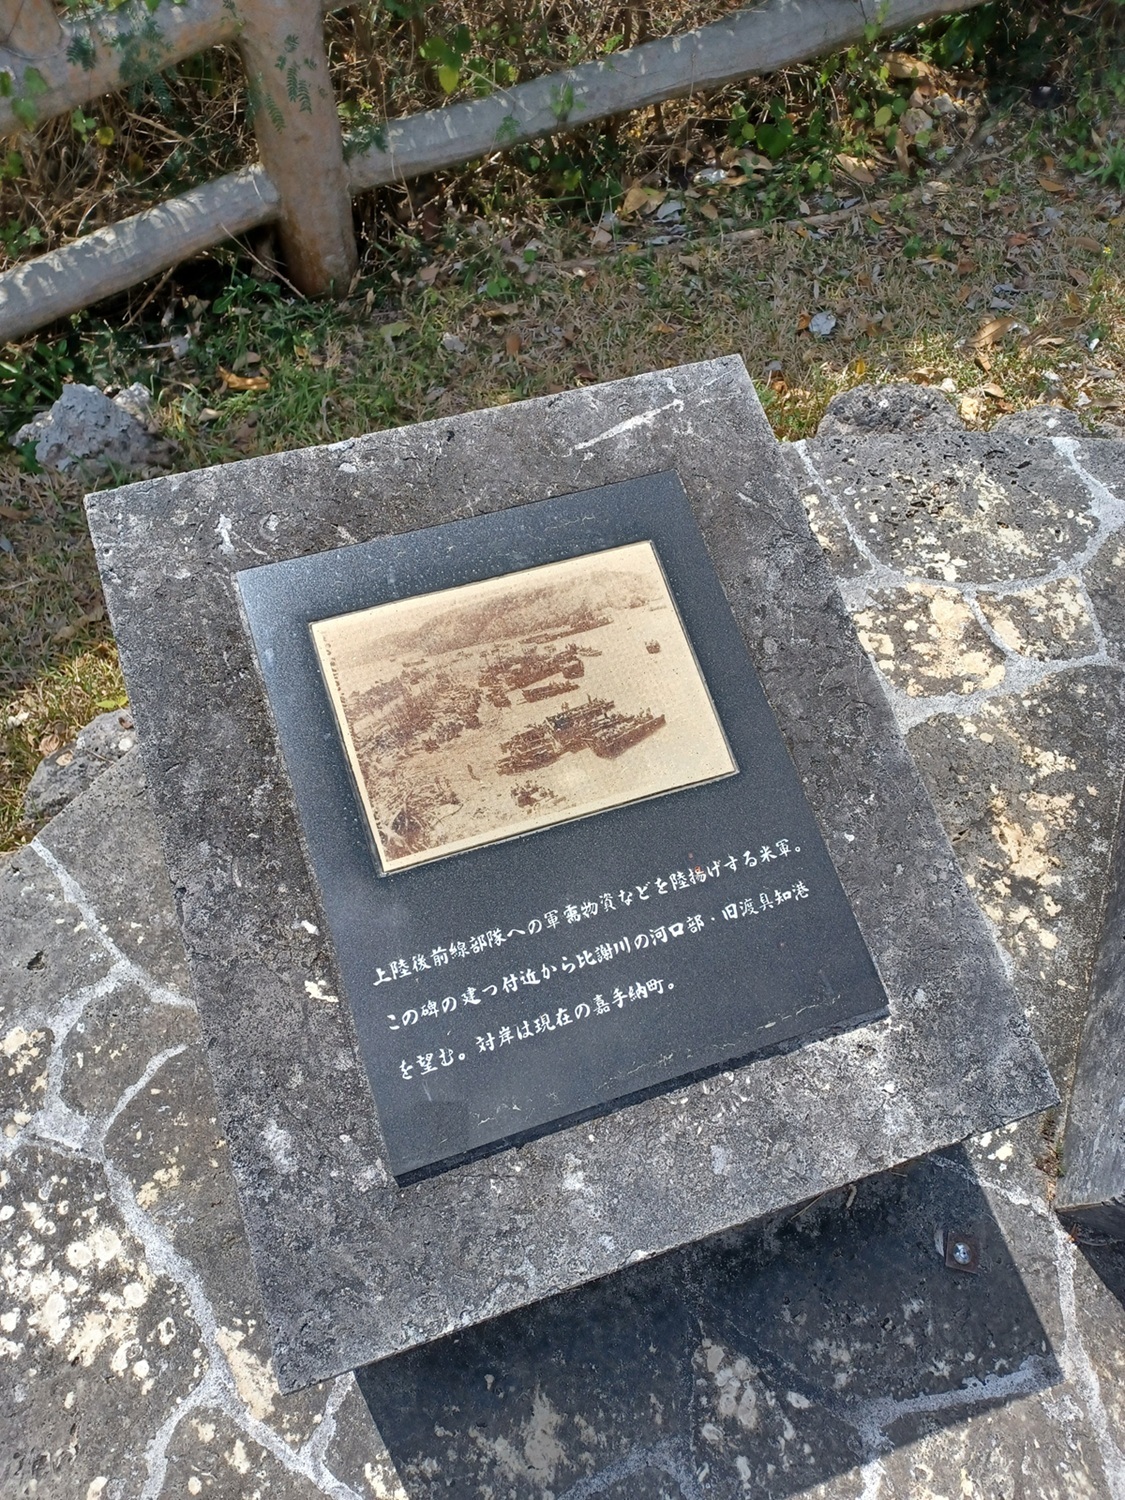 上陸後前線部隊への軍需物資などを陸揚げする米軍。
この碑の建つ付近から比謝川の河口部・旧渡具知港
を望む。対岸は現在の嘉手納町。